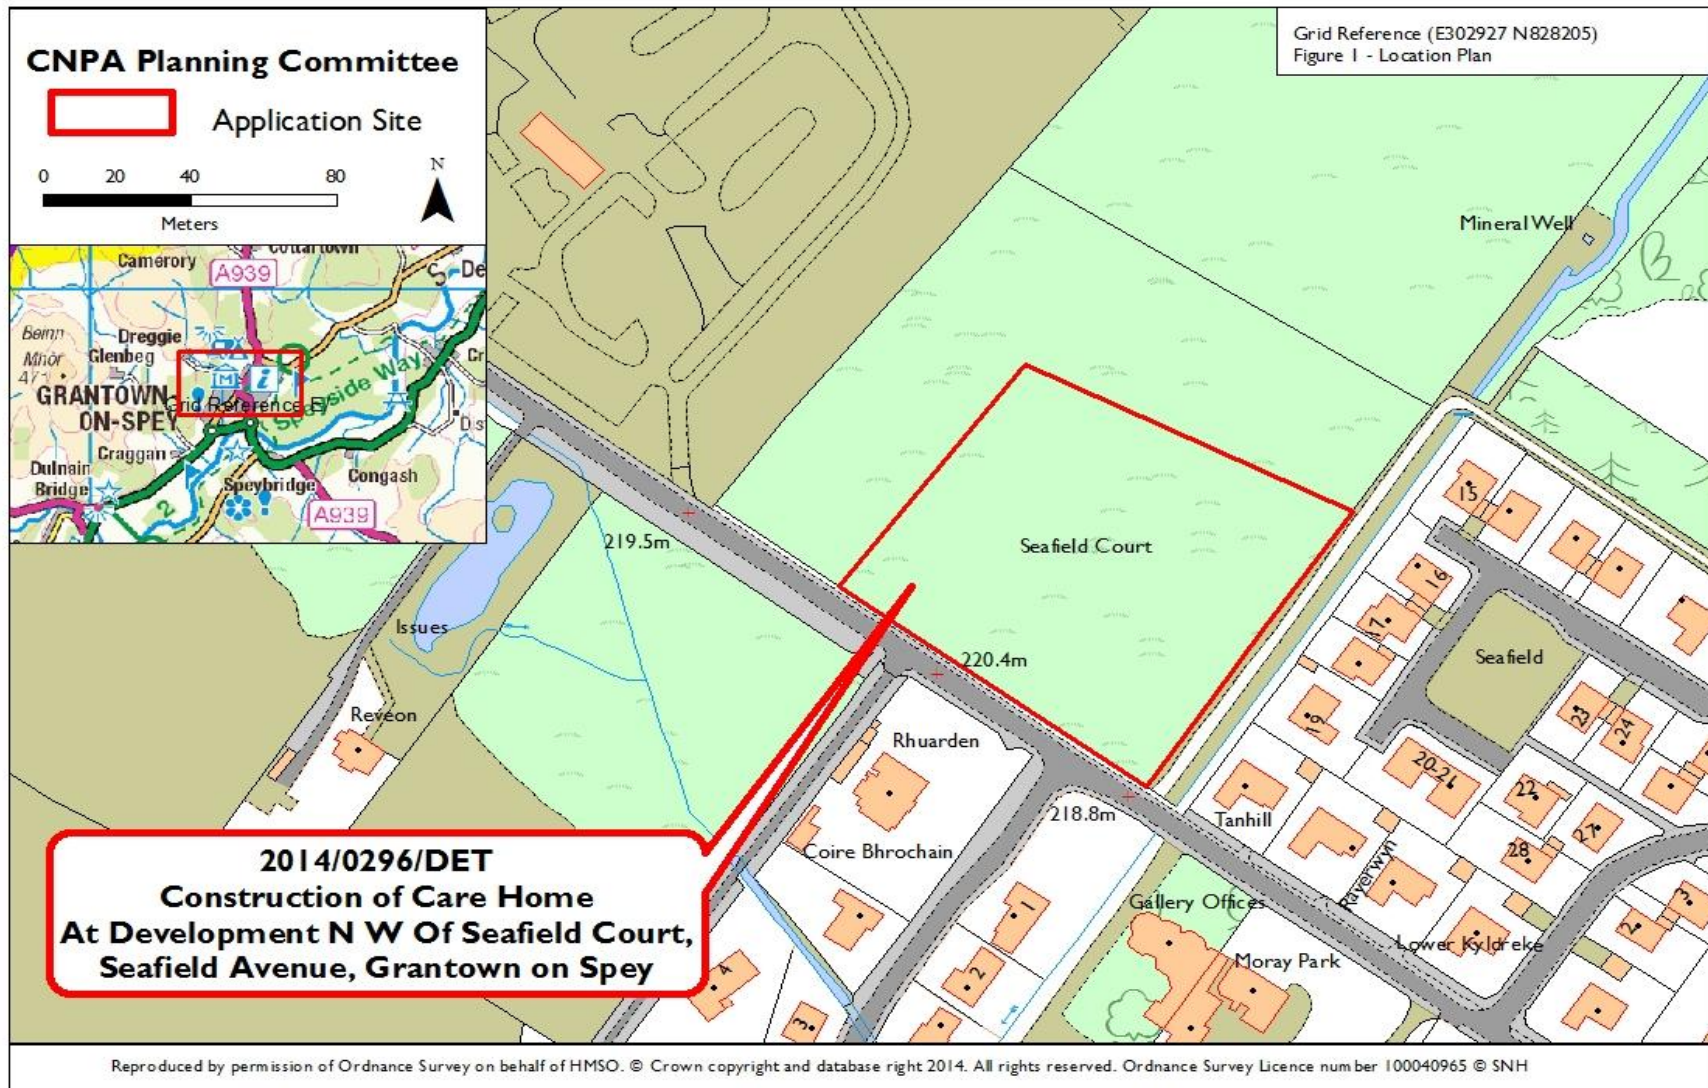 CNPA Planning Committee
Application Site
0 20 40 80
Meters
N
Grid Reference (E302927 N828205)
Figure 1 - Location Plan
Cottartown
Camerory
A939
De
Dreggie
Glenbeg
Cr
GRANTOWN
ON-SPEY
Grid Reference E
Speyside Way
Craggan
Dulnain
Bridge
Speybridge
Congash
2
A939
i
M
Mineral Well
219.5m
Seafield Court
15
16
17
19
Issues
220.4m
Seafield
23
24
Reveon
Rhuarden
20-21
22
27
28
218.8m
Tanhill
Coire Bhrochain
Raverwyn
Gallery Offices
1
2
3
4
Moray Park
Lower Kyldreke
2
3
2014/0296/DET
Construction of Care Home
At Development N W Of Seafield Court,
Seafield Avenue, Grantown on Spey
Reproduced by permission of Ordnance Survey on behalf of HMSO. © Crown copyright and database right 2014. All rights reserved. Ordnance Survey Licence number 100040965 © SNH